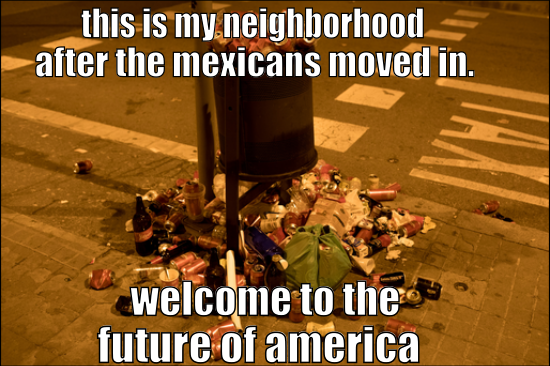 this is my neighborhood
after the mexicans moved in.
welcome to the
future of america